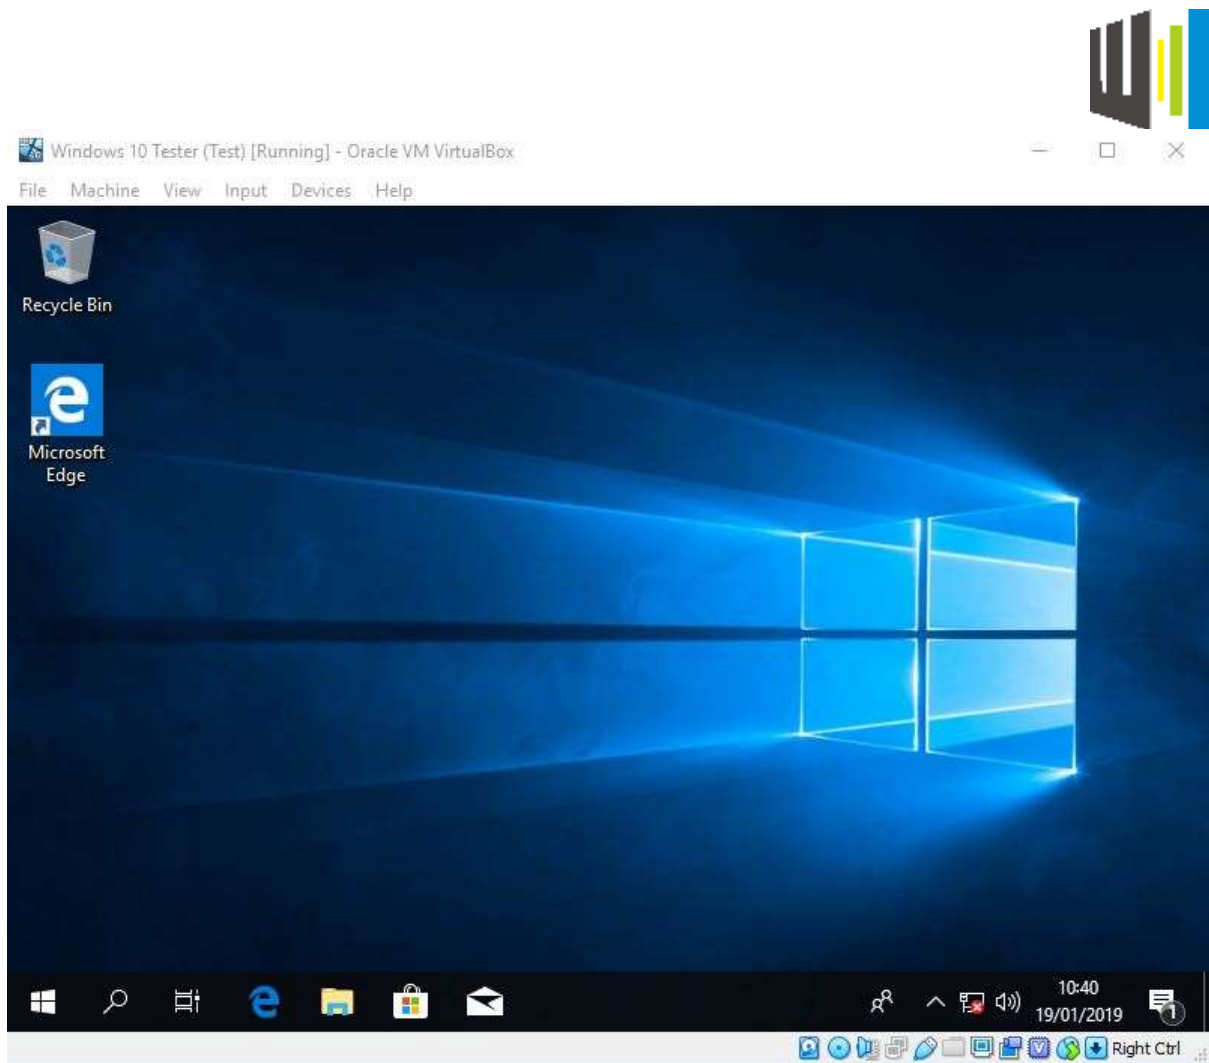 Windows 10 Tester (Test) [Running] - Oracle VM VirtualBox
File Machine View Input Devices Help
Recycle Bin
Microsoft
Edge
10:40
19/01/2019
1
Right Ctrl